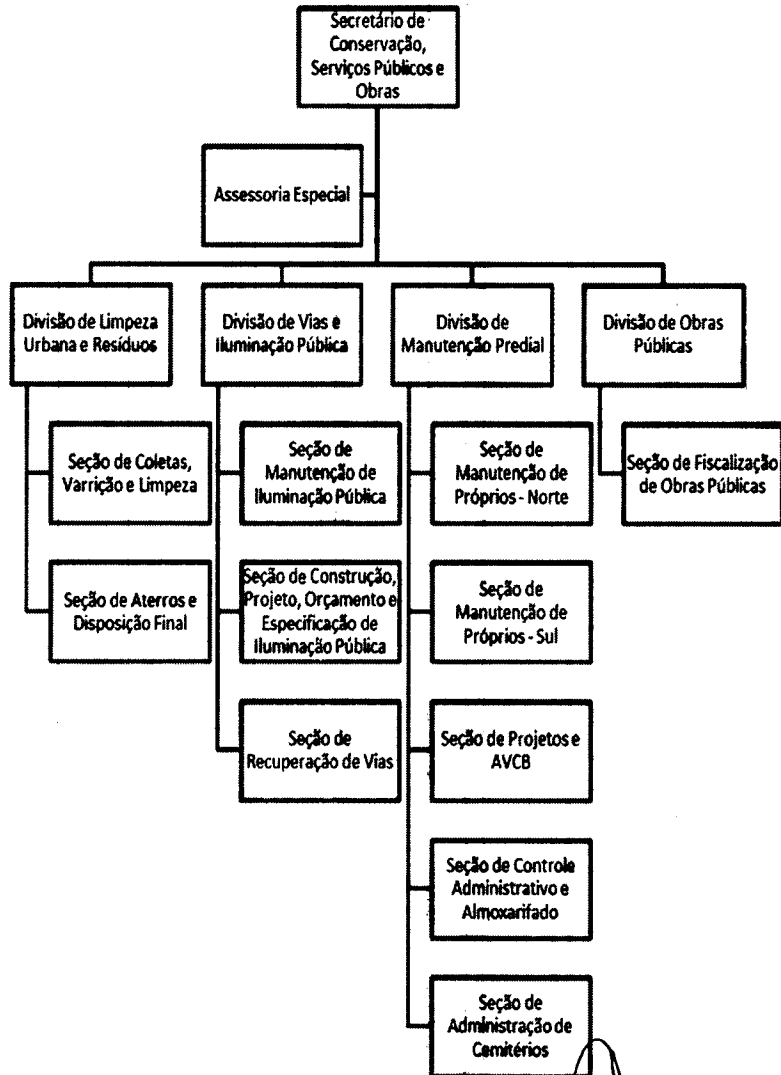 Secretário de
Conservação,
Serviços Públicos e
Obras
Assessoria Especial
Divisão de Limpeza
Urbana e Resíduos
Divisão de Vias e
Iluminação Pública
Divisão de
Manutenção Predial
Divisão de Obras
Públicas
Seção de Coletas,
Varrição e Limpeza
Seção de
Manutenção de
Iluminação Pública
Seção de
Manutenção de
Próprios - Norte
Seção de Fiscalização
de Obras Públicas
Seção de Aterros e
Disposição Final
Seção de Construção,
Projeto, Orçamento e
Especificação de
Iluminação Pública
Seção de
Manutenção de
Próprios - Sul
Seção de
Recuperação de Vias
Seção de Projetos e
AVCB
Seção de Controle
Administrativo e
Almoxarifado
Seção de
Administração de
Cemitérios